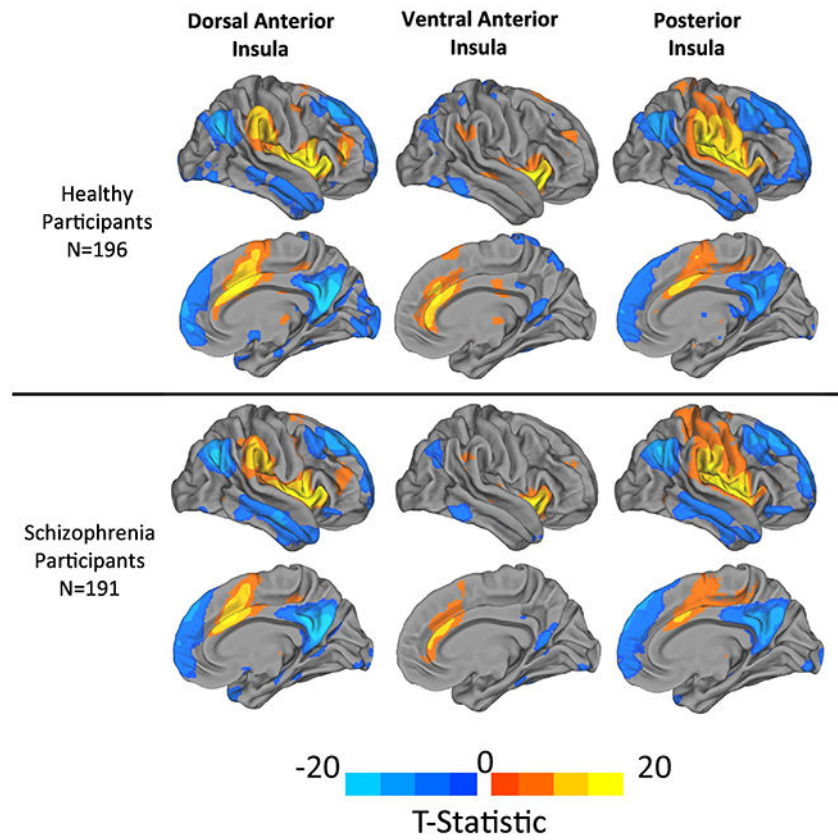 Dorsal Anterior
Insula
Ventral Anterior
Insula
Posterior
Insula
Healthy
Participants
N=196
Schizophrenia
Participants
N=191
-20
0
20
T-Statistic